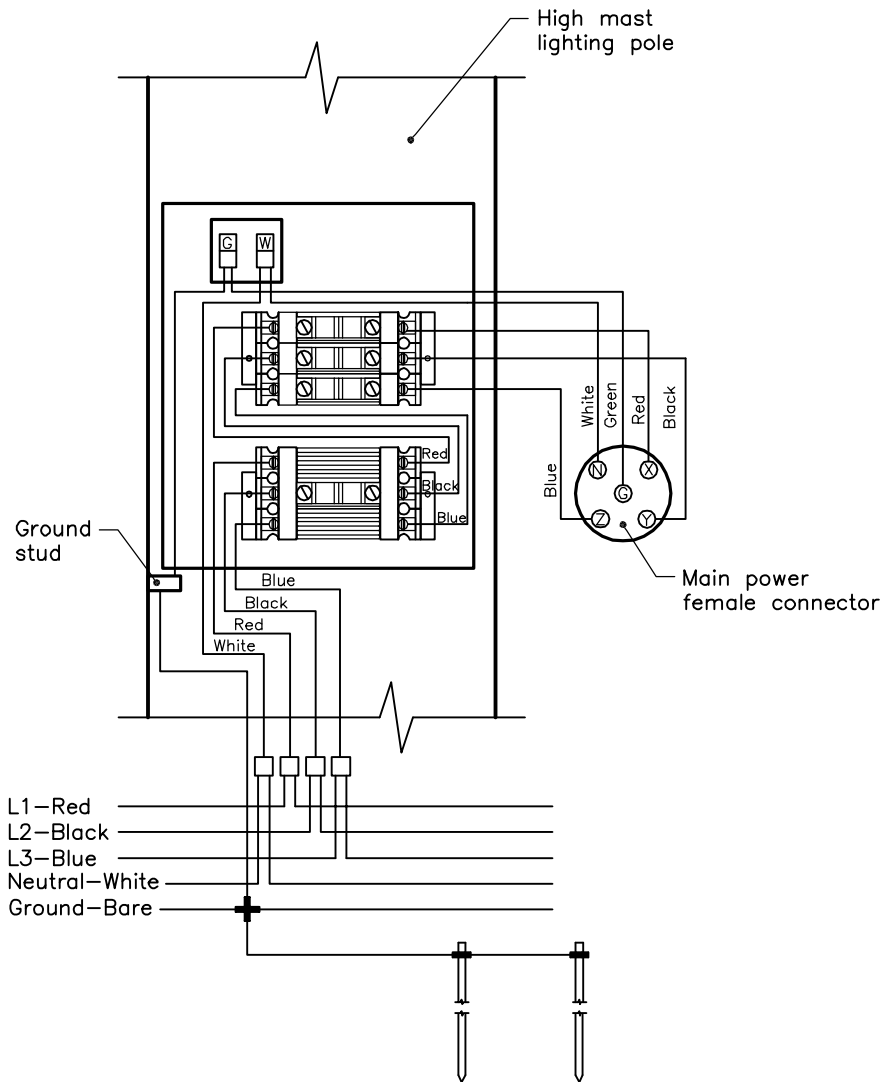 High mast
lighting pole
G W
White
Green
Red
Black
Blue
N X
G
Z Y
Red
Black
Blue
Ground
stud
Main power
female connector
Blue
Black
Red
White
L1-Red
L2-Black
L3-Blue
Neutral-White
Ground-Bare